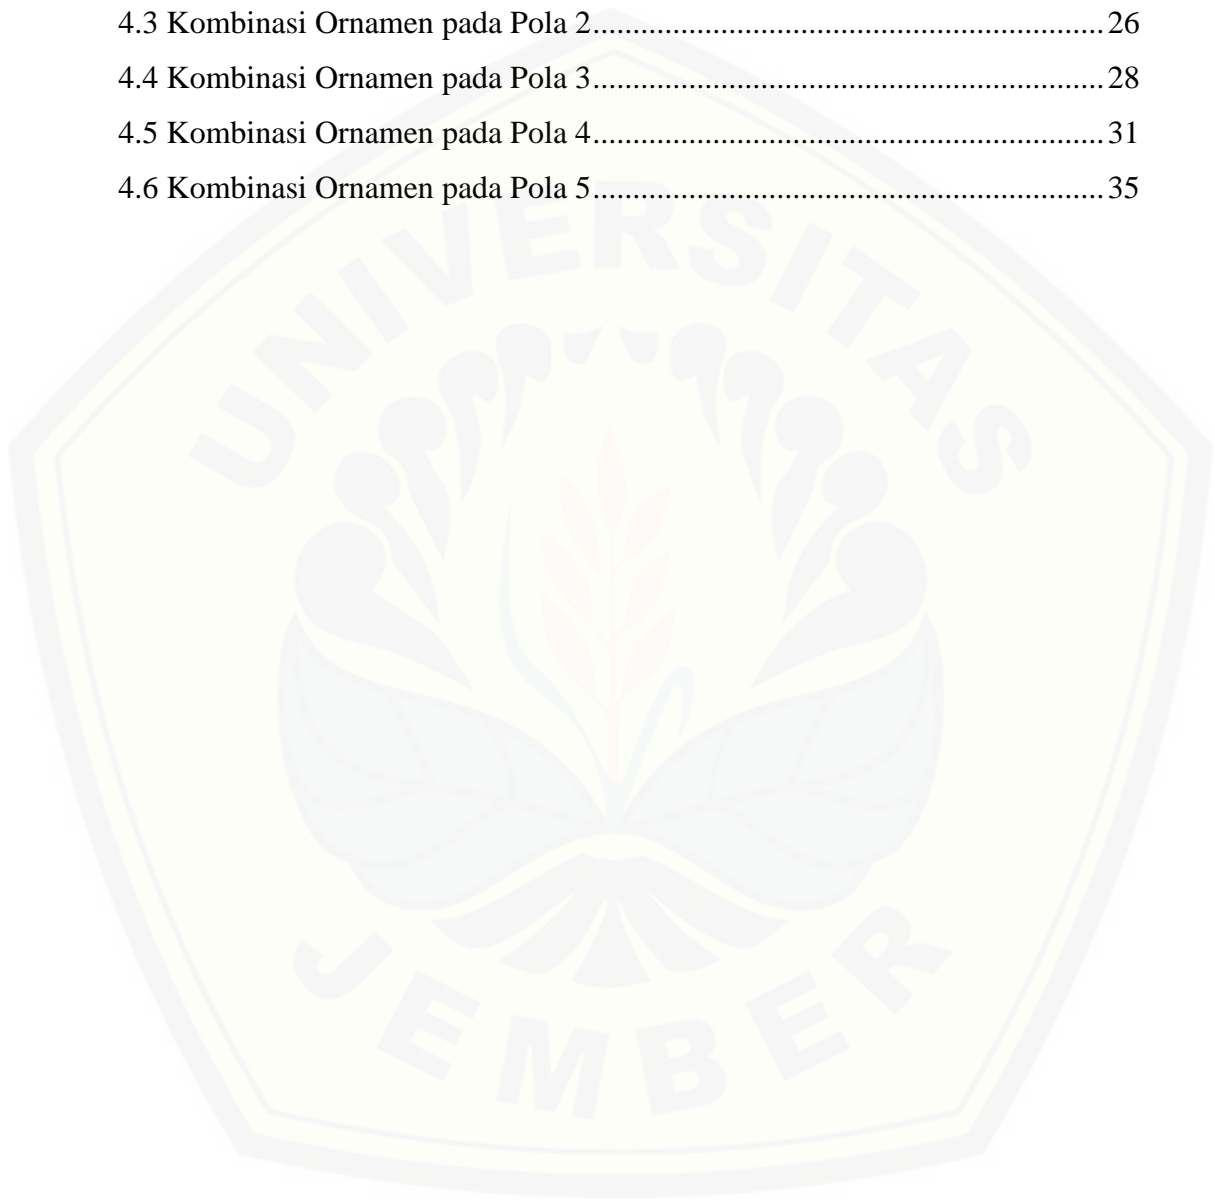 4.3 Kombinasi Ornamen pada Pola 2................................................................ 26
4.4 Kombinasi Ornamen pada Pola 3................................................................ 28
4.5 Kombinasi Ornamen pada Pola 4................................................................ 31
4.6 Kombinasi Ornamen pada Pola 5................................................................ 35
UNIVERSITAS
JEMBER